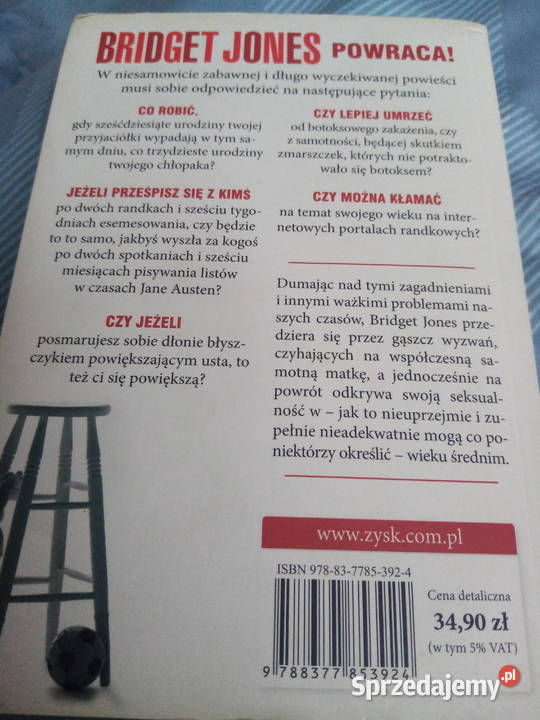 BRIDGET JONES POWRACA!
W niesamowicie zabawnej i długo wyczekiwanej powieści
musi sobie odpowiedzieć na następujące pytania:
CO ROBIĆ,
gdy sześćdziesiąte urodziny twojej
przyjaciółki wypadają w tym sa-
mym dniu, co trzydzieste urodziny
twojego chłopaka?
JEŻELI PRZEŚPISZ SIĘ Z KIMŚ
po dwóch randkach i sześciu tygo-
dniach esemesowania, czy będzie
to to samo, jakbyś wyszła za kogoś
po dwóch spotkaniach i sześciu
miesiącach pisywania listów
w czasach Jane Austen?
CZY JEŻELI
posmarujesz sobie dłonie błysz-
czykiem powiększającym usta, to
też ci się powiększą?
CZY LEPIEJ UMRZEĆ
od botoksowego zakażenia, czy
z samotności, będącej skutkiem
zmarszczek, których nie potrakto-
wało się botoksem?
CZY MOŻNA KŁAMAĆ
na temat swojego wieku na inter-
netowych portalach randkowych?
Dumając nad tymi zagadnieniami
i innymi ważkimi problemami na-
szych czasów, Bridget Jones prze-
dziera się przez gąszcz wyzwań,
czyhających na współczesną sa-
motną matkę, a jednocześnie na
powrót odkrywa swoją seksual-
ność w – jak to nieuprzejmie i zu-
pełnie nieadekwatnie mogą co po-
niektórzy określić – wieku średnim.
www.zysk.com.pl
ISBN 978-83-7785-392-4
9 788377 853924
Cena detaliczna
34,90 zł
(w tym 5% VAT)
Sprzedajemy.pl